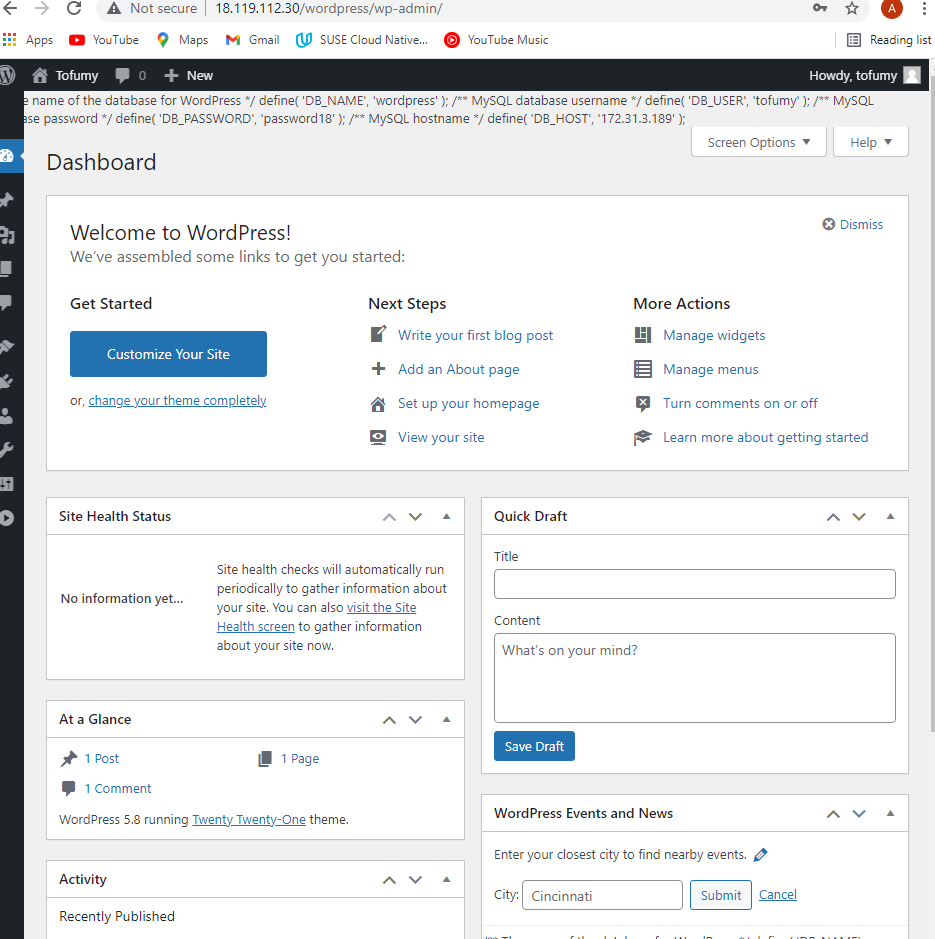 Not secure 18.119.112.30/wordpress/wp-admin/ A
Apps YouTube Maps Gmail SUSE Cloud Native... YouTube Music Reading list
Tofumy 0 New Howdy, tofumy
e name of the database for WordPress */ define( 'DB_NAME', 'wordpress' ); /** MySQL database username */ define( 'DB_USER', 'tofumy' ); /** MySQL
ase password */ define( 'DB_PASSWORD', 'password18' ); /** MySQL hostname */ define( 'DB_HOST', '172.31.3.189' );
Screen Options Help
Dashboard
Welcome to WordPress!
We've assembled some links to get you started:
Dismiss
Get Started
Customize Your Site
or, change your theme completely
Next Steps
Write your first blog post
Add an About page
Set up your homepage
View your site
More Actions
Manage widgets
Manage menus
Turn comments on or off
Learn more about getting started
Site Health Status
No information yet...
Site health checks will automatically run
periodically to gather information about
your site. You can also visit the Site
Health screen to gather information
about your site now.
At a Glance
1 Post 1 Page
1 Comment
WordPress 5.8 running Twenty Twenty-One theme.
Activity
Recently Published
Quick Draft
Title
Content
What's on your mind?
Save Draft
WordPress Events and News
Enter your closest city to find nearby events.
City: Cincinnati Submit Cancel